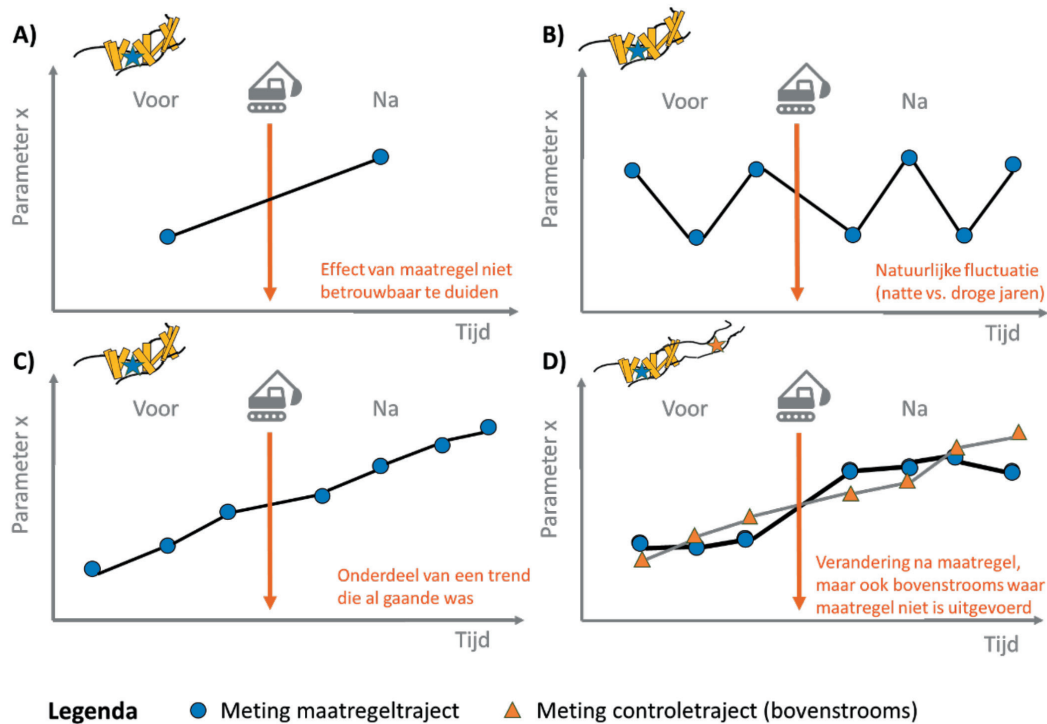 A)
Parameter x
Voor
Na
Effect van maatregel niet
betrouwbaar te duiden
Tijd
B)
Parameter x
Voor
Na
Natuurlijke fluctuatie
(natte vs. droge jaren)
Tijd
C)
Parameter x
Voor
Na
Onderdeel van een trend
die al gaande was
Tijd
D)
Parameter x
Voor
Na
Verandering na maatregel,
maar ook bovenstrooms waar
maatregel niet is uitgevoerd
Tijd
Legenda Meting maatregeltraject Meting controletraject (bovenstrooms)